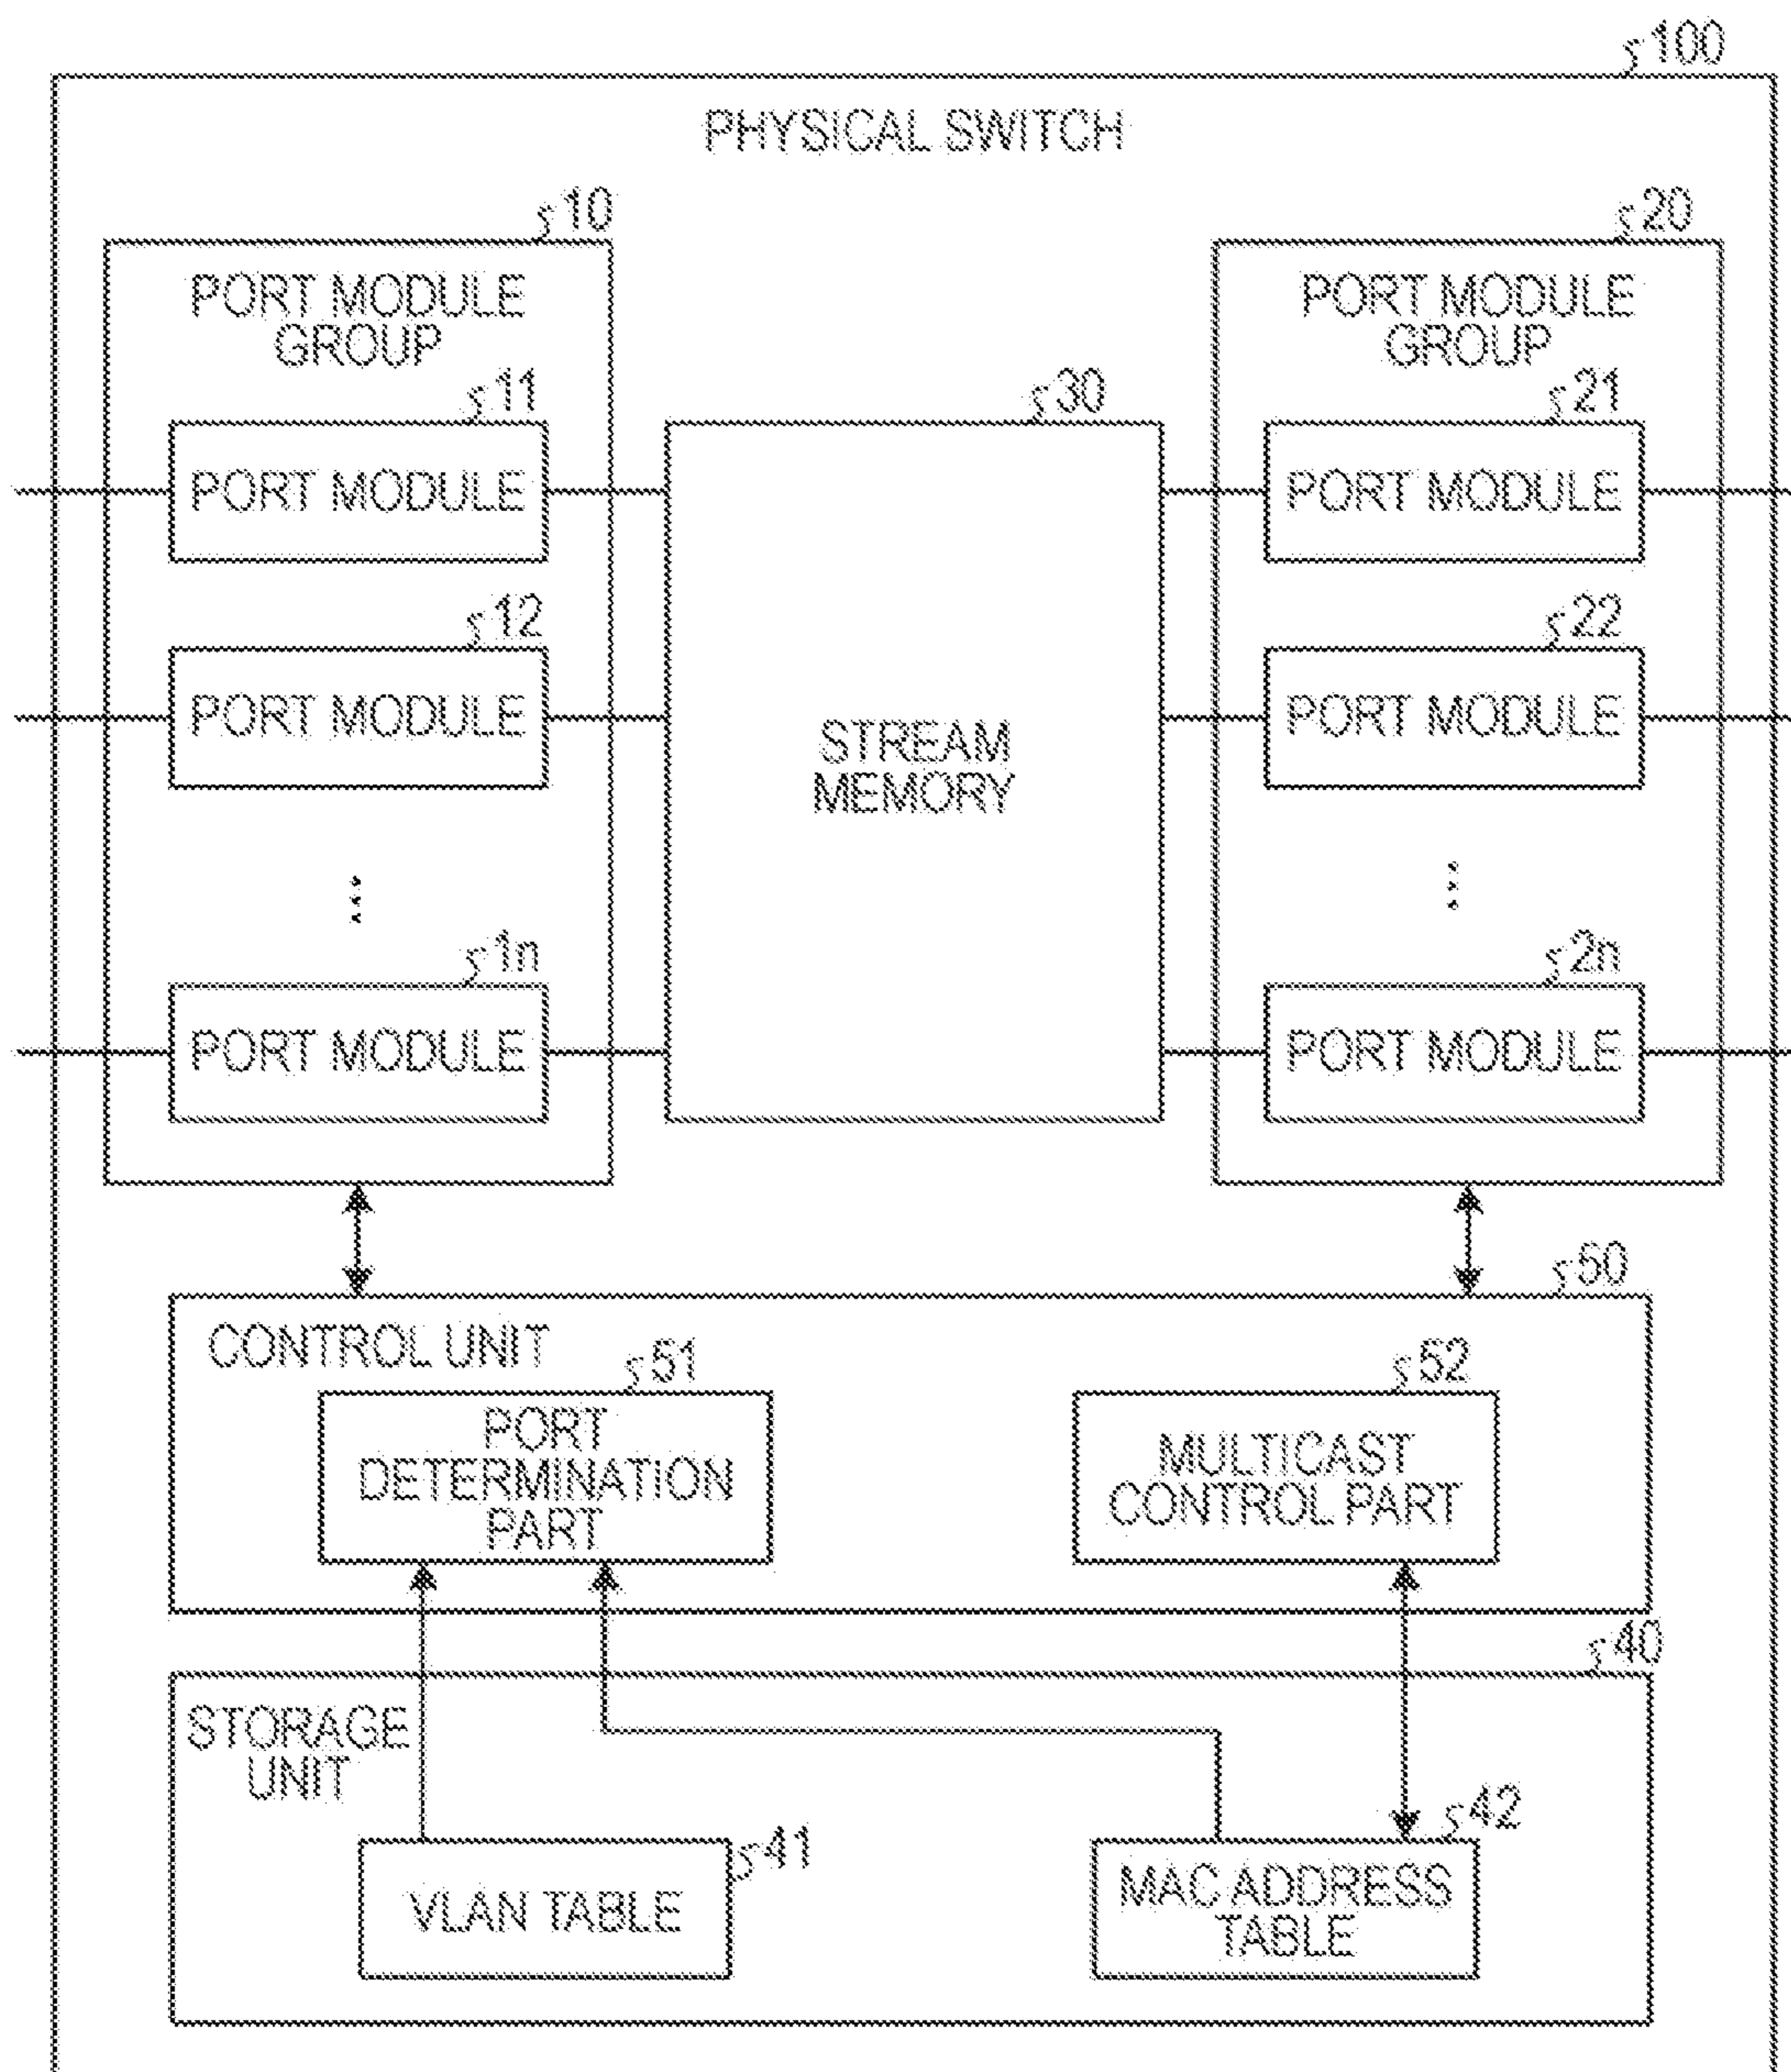 100
PHYSICAL SWITCH
10
20
PORT MODULE
GROUP
PORT MODULE
GROUP
11
30
21
PORT MODULE
PORT MODULE
12
22
PORT MODULE
PORT MODULE
STREAM
MEMORY
...
...
1n
2n
PORT MODULE
PORT MODULE
50
CONTROL UNIT
51
52
PORT
DETERMINATION
PART
MULTICAST
CONTROL PART
40
STORAGE
UNIT
41
42
VLAN TABLE
MAC ADDRESS
TABLE